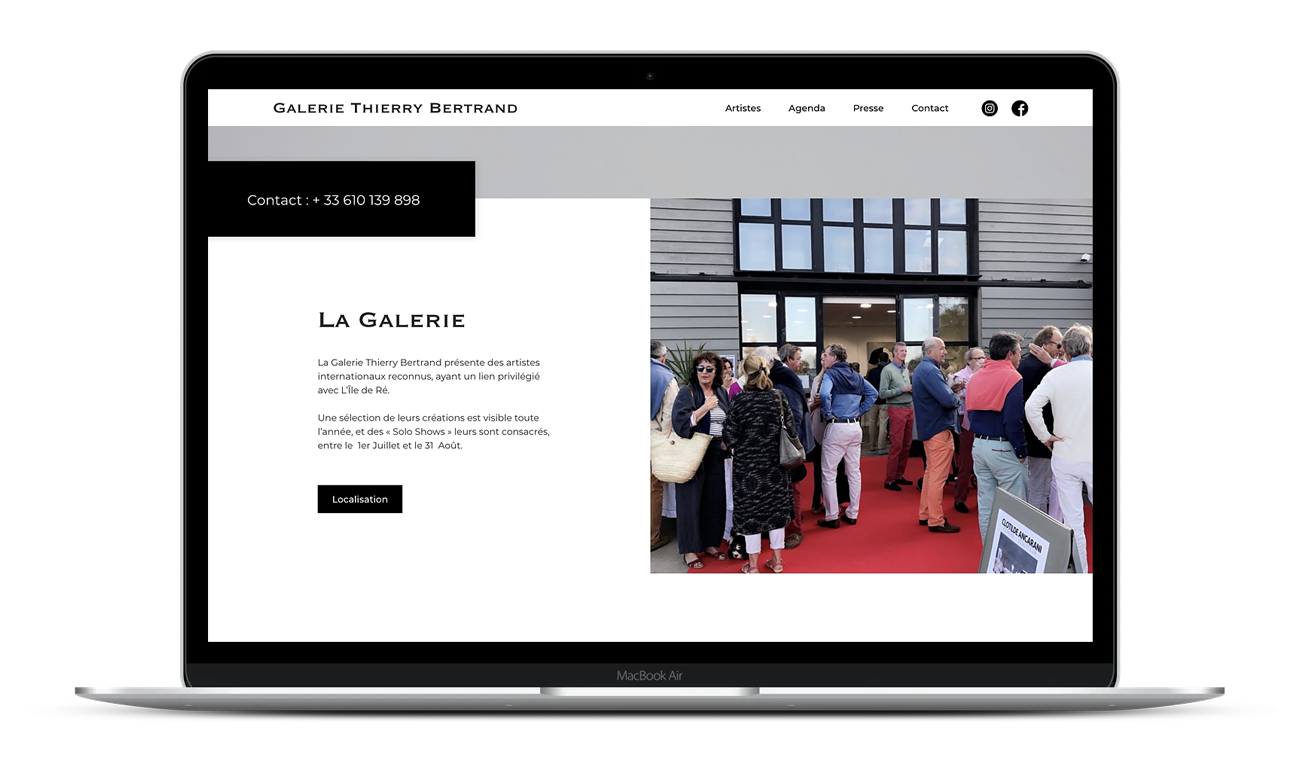 GALERIE THIERRY BERTRAND
Artistes Agenda Presse Contact
Contact : + 33 610 139 898
LA GALERIE
La Galerie Thierry Bertrand présente des artistes
internationaux reconnus, ayant un lien privilégié
avec L’Île de Ré.
Une sélection de leurs créations est visible toute
l’année, et des « Solo Shows » leurs sont consacrés,
entre le 1er Juillet et le 31 Août.
Localisation
CLOTILDE ANCARANI
MacBook Air